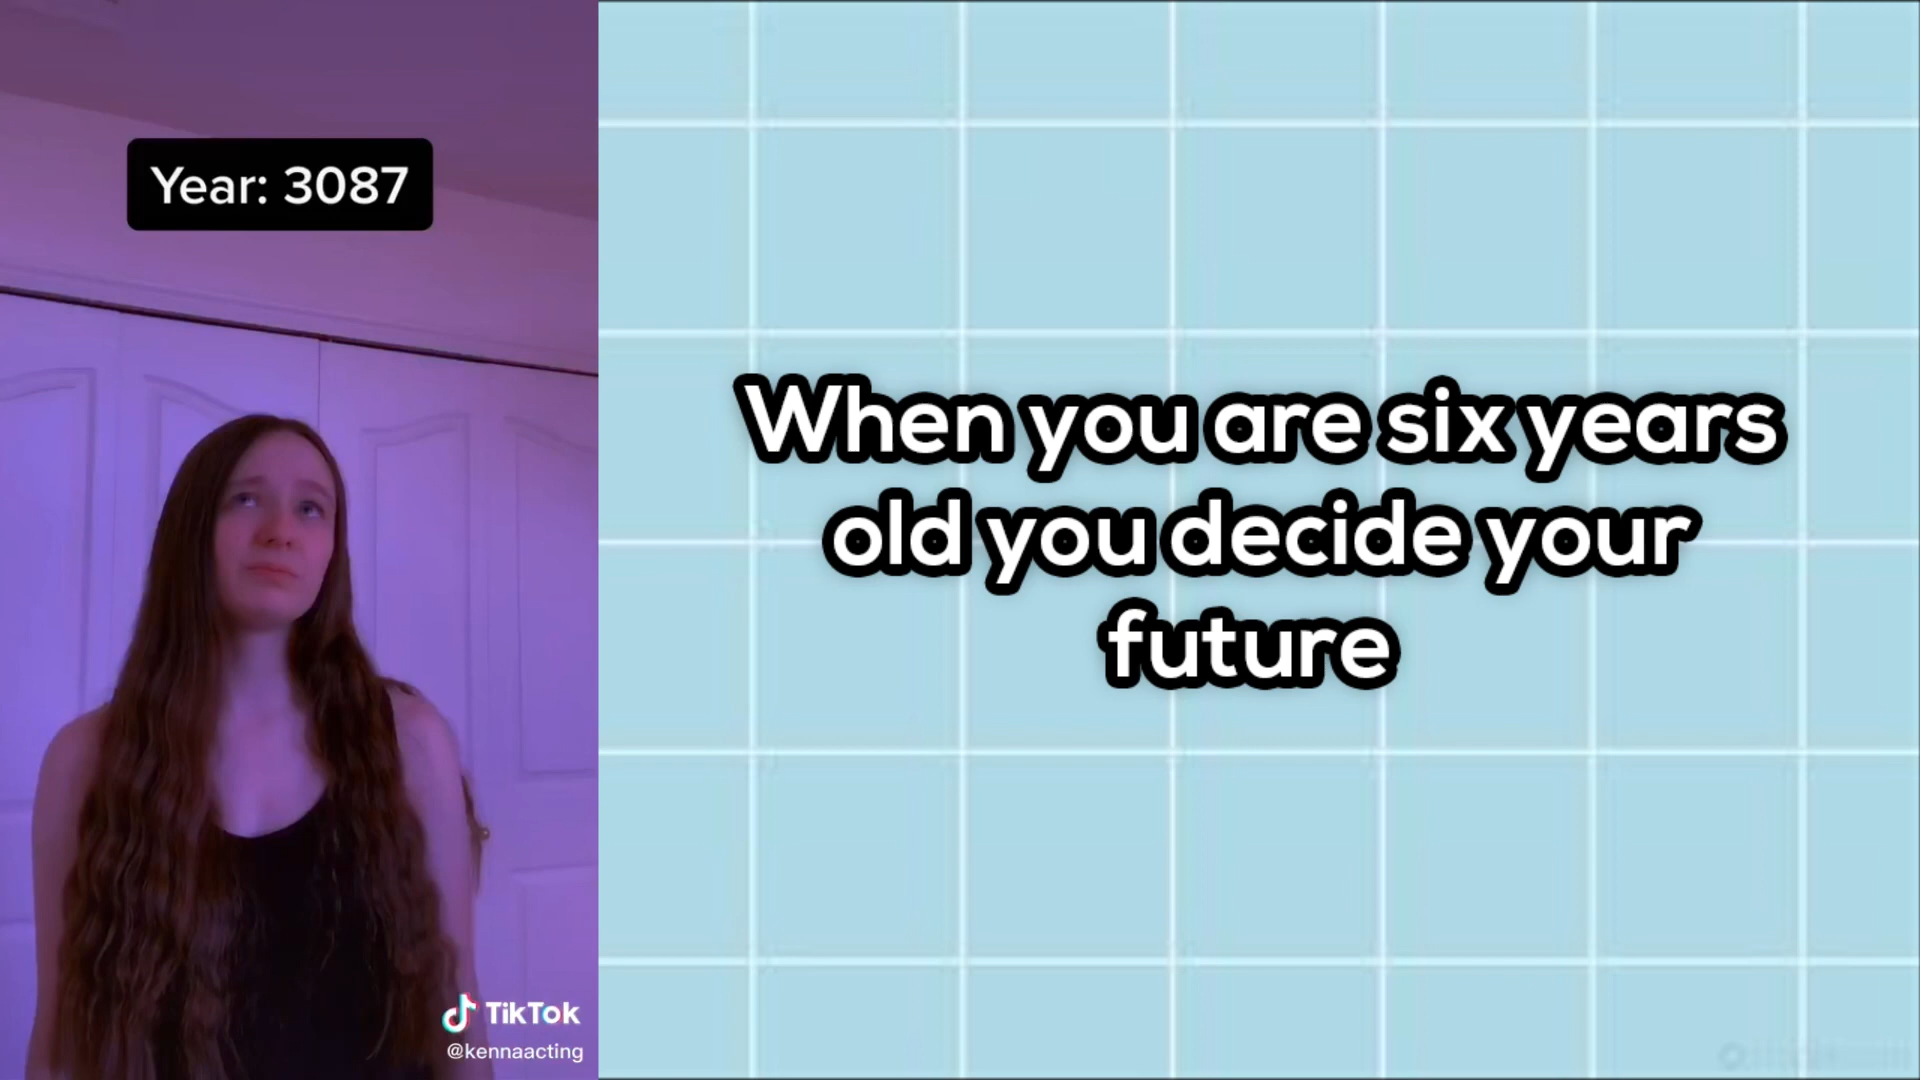 Year: 3087
When you are six years
old you decide your
future
TikTok
@kennaacting